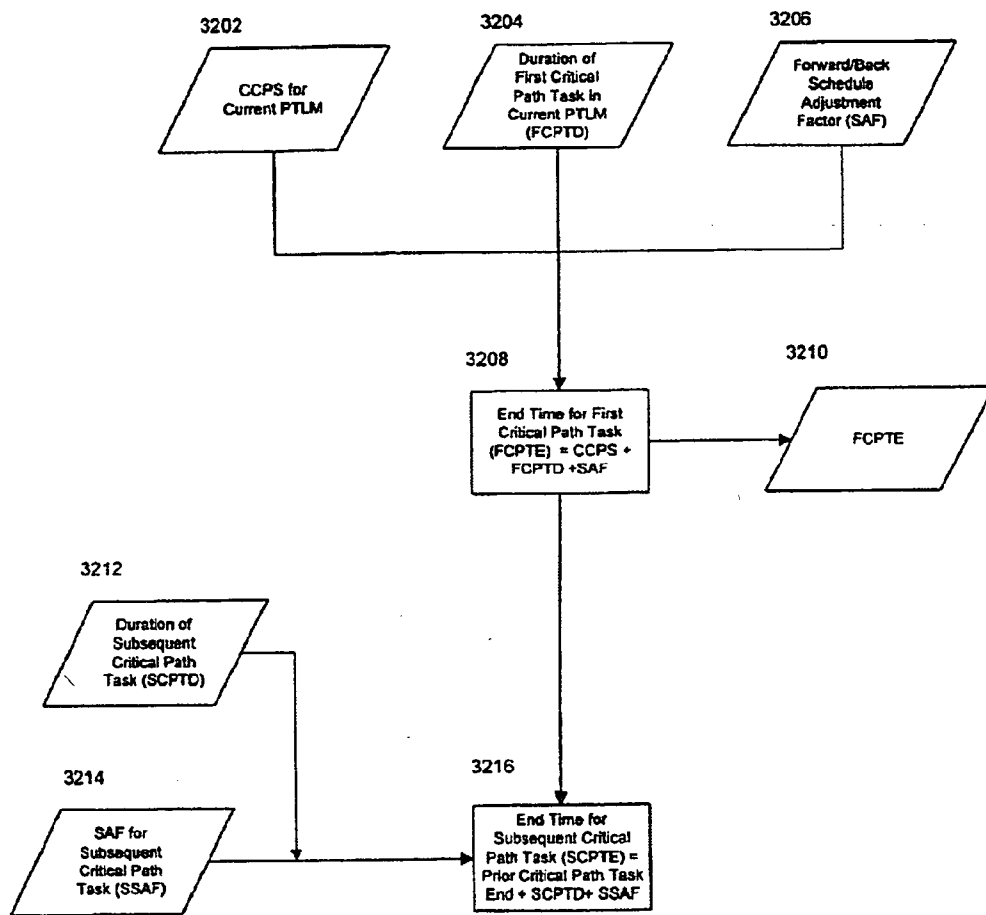 3202
CCPS for
Current PTLM
3204
Duration of
First Critical
Path Task in
Current PTLM
(FCPTD)
3206
Forward/Back
Schedule
Adjustment
Factor (SAF)
3208
End Time for First
Critical Path Task
(FCPTE) = CCPS +
FCPTD +SAF
3210
FCPTE
3212
Duration of
Subsequent
Critical Path
Task (SCPTD)
3214
SAF for
Subsequent
Critical Path
Task (SSAF)
3216
End Time for
Subsequent Critical
Path Task (SCPTE) =
Prior Critical Path Task
End + SCPTD+ SSAF